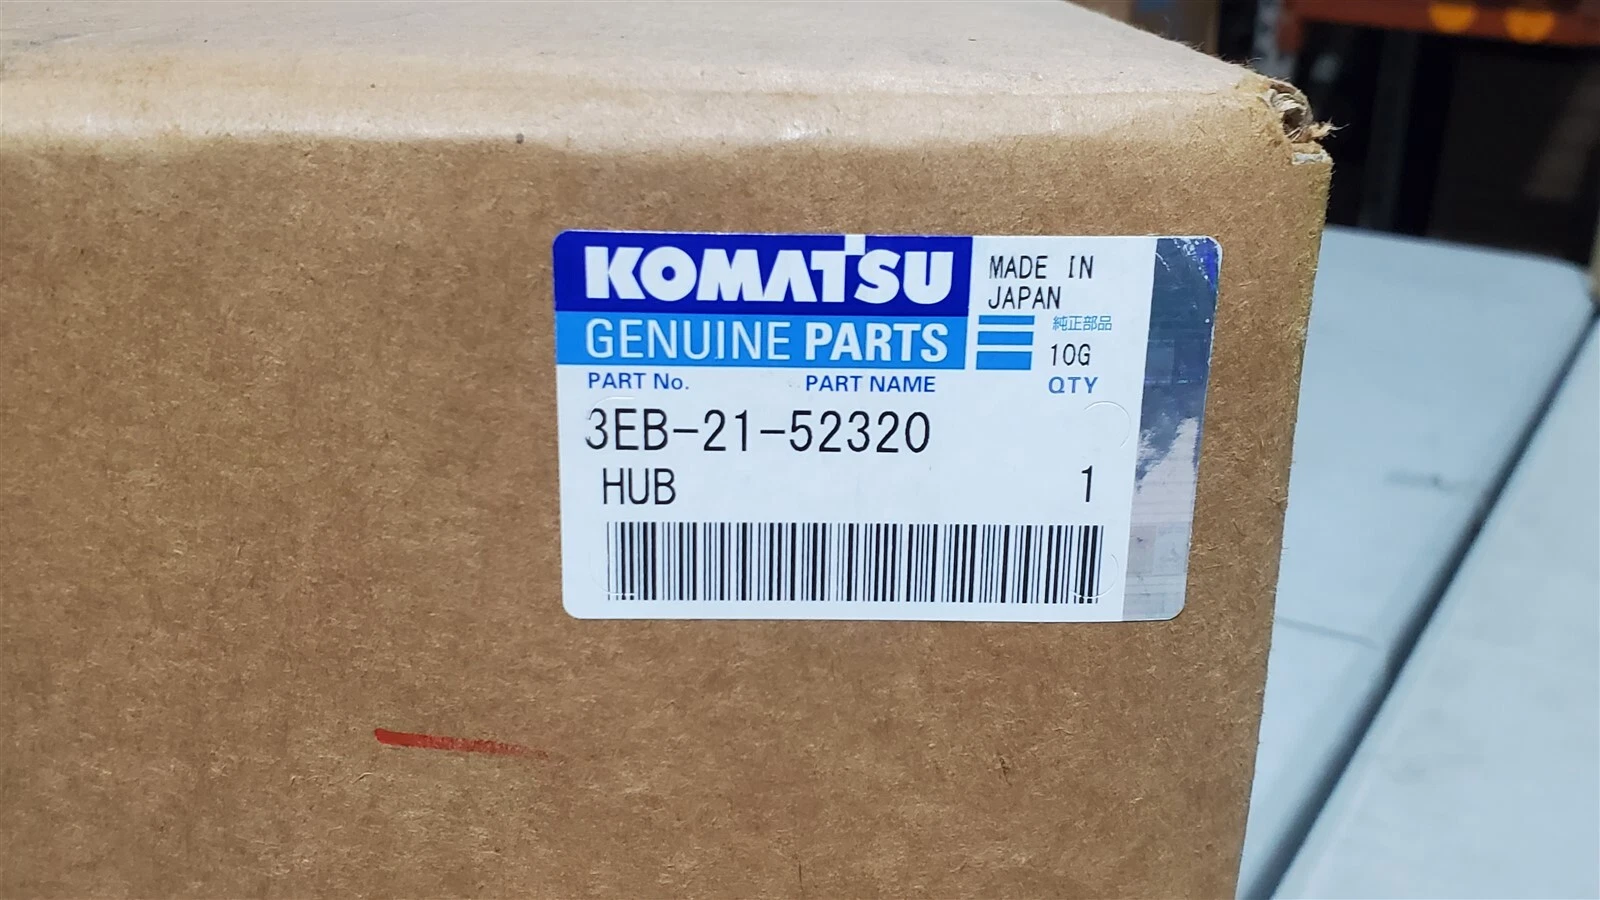 KOMATSU
GENUINE PARTS
MADE IN
JAPAN
純正部品
10G
PART No. PART NAME QTY
3EB-21-52320
HUB 1